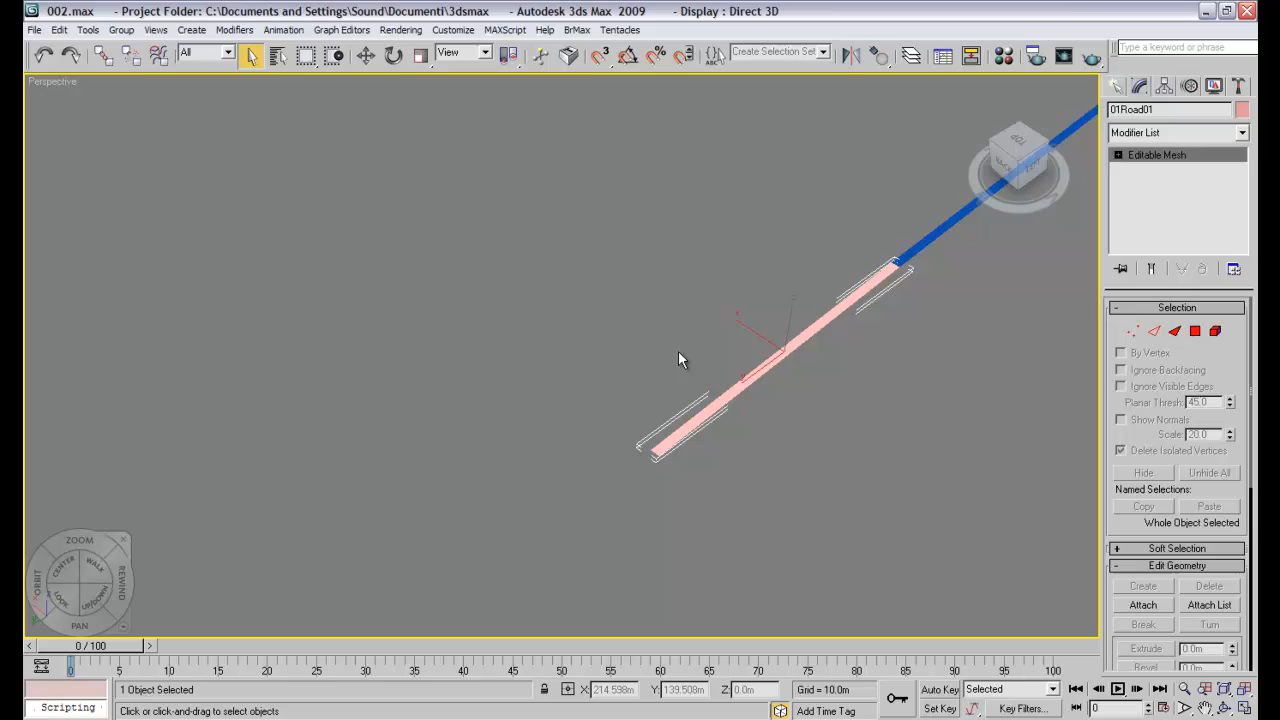 002.max - Project Folder: C:\Documents and Settings\Sound\Documenti\3dsmax - Autodesk 3ds Max 2009 - Display : Direct 3D
File Edit Tools Group Views Create Modifiers Animation Graph Editors Rendering Customize MAXScript Help BrMax Tentacles
Type a keyword or phrase
All View Create Selection Set
Perspective
TOP
BACK
LEFT
01Road01
Modifier List
Editable Mesh
Selection
By Vertex
Ignore Backfacing
Ignore Visible Edges
Planar Thresh: 45.0
Show Normals
Scale: 20.0
Delete Isolated Vertices
Hide Unhide All
Named Selections:
Copy Paste
Whole Object Selected
Soft Selection
Edit Geometry
Create Delete
Attach Attach List
Break Turn
Extrude 0.0m
Bevel 0.0m
ZOOM
CENTER WALK
ORBIT REWIND
LOOK UP/DOWN
PAN
0 / 100
0 5 10 15 20 25 30 35 40 45 50 55 60 65 70 75 80 85 90 95 100
1 Object Selected X: 214.598m Y: 139.508m Z: 0.0m Grid = 10.0m Auto Key Selected
Scripting Click or click-and-drag to select objects Add Time Tag Set Key Key Filters... 0